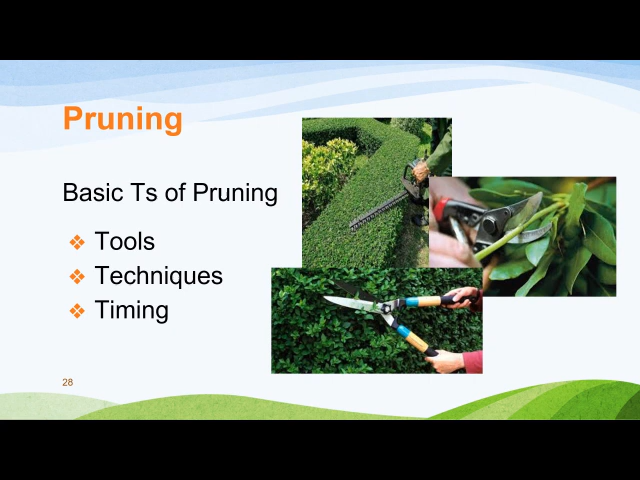 Pruning
Basic Ts of Pruning
Tools
Techniques
Timing
28